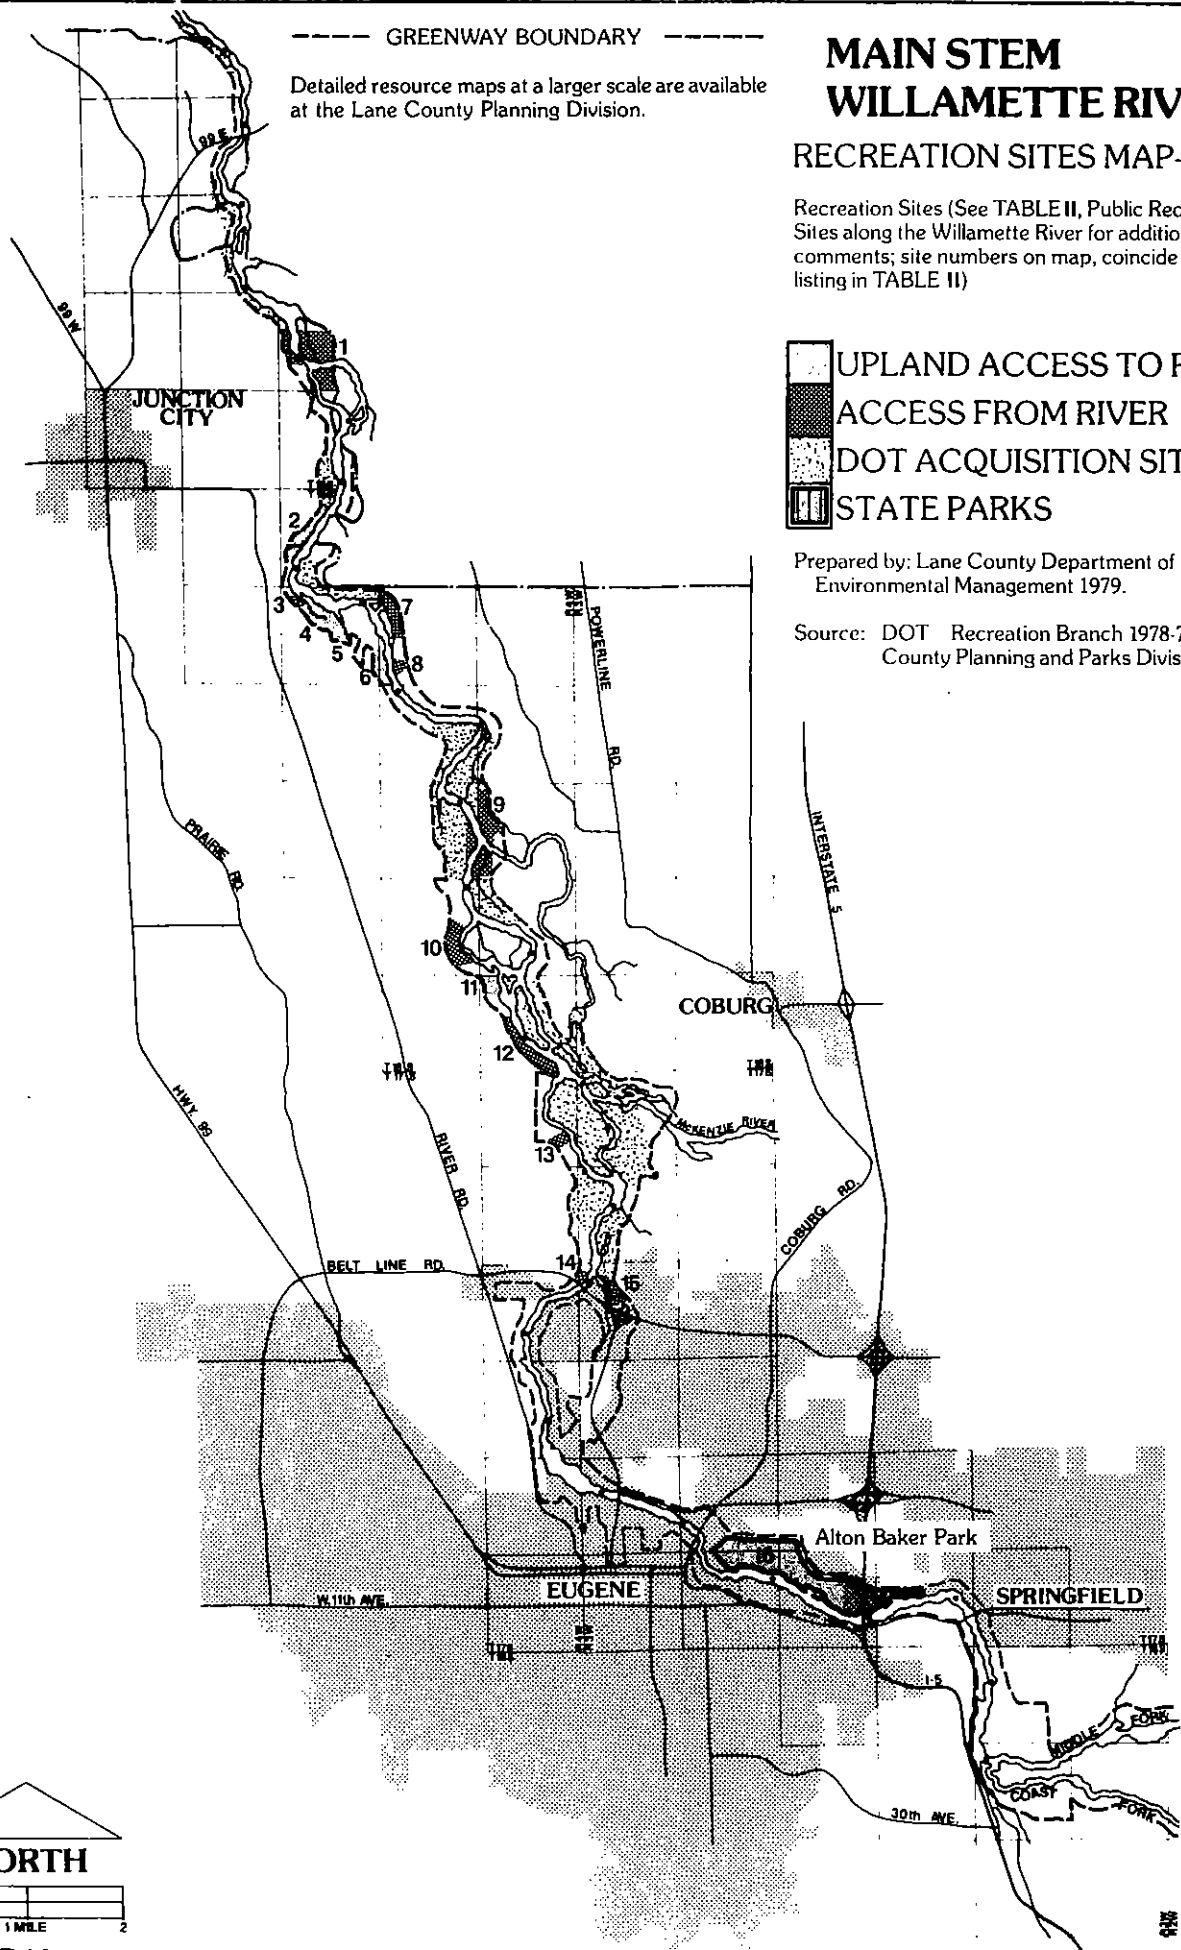 GREENWAY BOUNDARY
Detailed resource maps at a larger scale are available
at the Lane County Planning Division.
MAIN STEM
WILLAMETTE RIV
RECREATION SITES MAP-
Recreation Sites (See TABLE II, Public Rec
Sites along the Willamette River for additio
comments; site numbers on map, coincide
listing in TABLE II)
UPLAND ACCESS TO
ACCESS FROM RIVER
DOT ACQUISITION SIT
STATE PARKS
Prepared by: Lane County Department of
Environmental Management 1979.
Source: DOT Recreation Branch 1978-7
County Planning and Parks Divis
99 E
99 W
1
JUNCTION
CITY
2
3
4
5
6
7
8
POWERLINE
RD.
9
INTERSTATE 5
PRAIRIE
RD.
10
11
COBURG
12
HWY. 99
McKENZIE RIVER
13
RIVER RD.
COBURG RD.
BELT LINE RD.
14
15
Alton Baker Park
16
EUGENE
W. 11th AVE.
SPRINGFIELD
I-5
MIDDLE FORK
COAST FORK
30th AVE.
ORTH
1 MILE
2